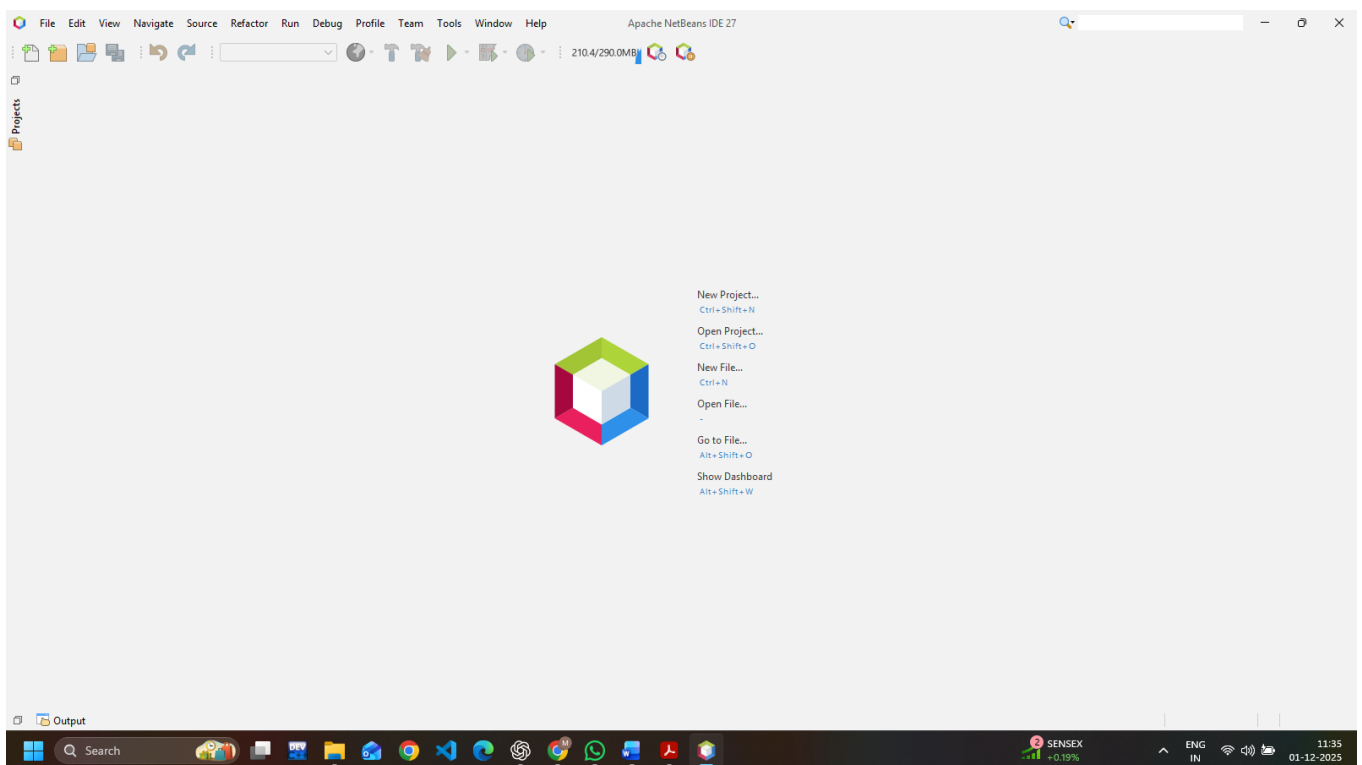 File Edit View Navigate Source Refactor Run Debug Profile Team Tools Window Help Apache NetBeans IDE 27
210.4/290.0MB
Projects
New Project...
Ctrl+Shift+N
Open Project...
Ctrl+Shift+O
New File...
Ctrl+N
Open File...
-
Go to File...
Alt+Shift+O
Show Dashboard
Alt+Shift+W
Output
Search
DEV
M
2
SENSEX
+0.19%
ENG
IN
11:35
01-12-2025